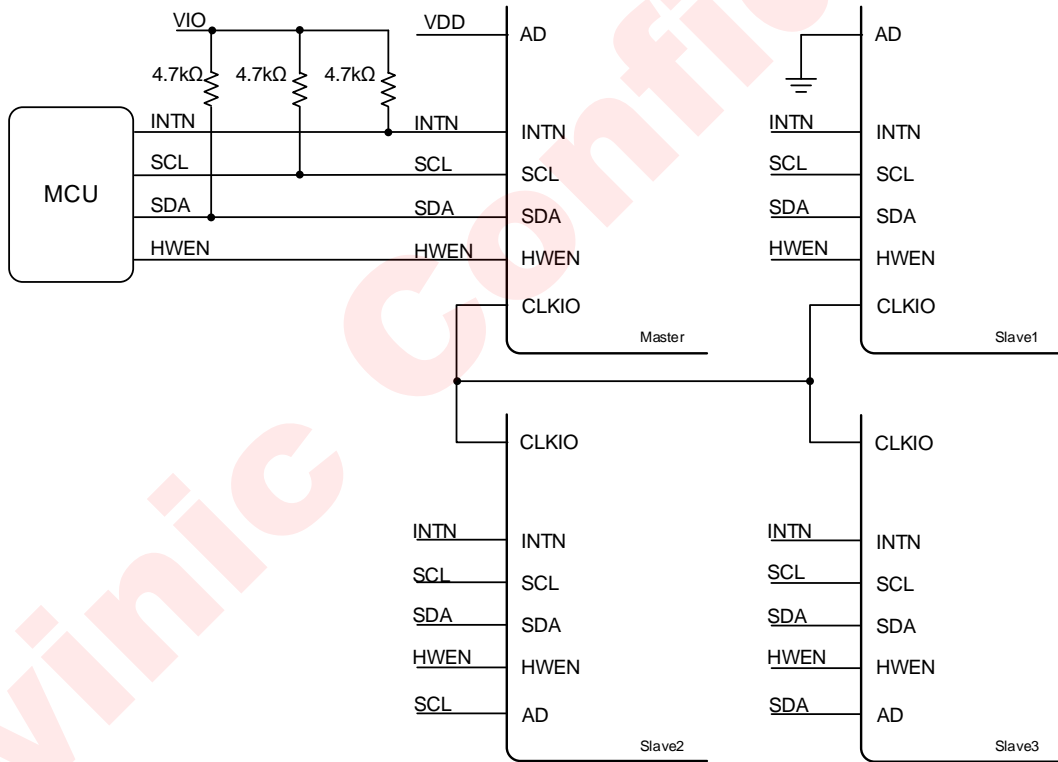 VIO
VDD
AD
AD
4.7kΩ 4.7kΩ 4.7kΩ
INTN
INTN
INTN
INTN
INTN
SCL
SCL
SCL
SCL
SCL
MCU
SDA
SDA
SDA
SDA
SDA
HWEN
HWEN
HWEN
HWEN
HWEN
CLKIO
CLKIO
Master
Slave1
CLKIO
CLKIO
INTN
INTN
INTN
INTN
SCL
SCL
SCL
SCL
SDA
SDA
SDA
SDA
HWEN
HWEN
HWEN
HWEN
SCL
AD
SDA
AD
Slave2
Slave3
vinic Confi